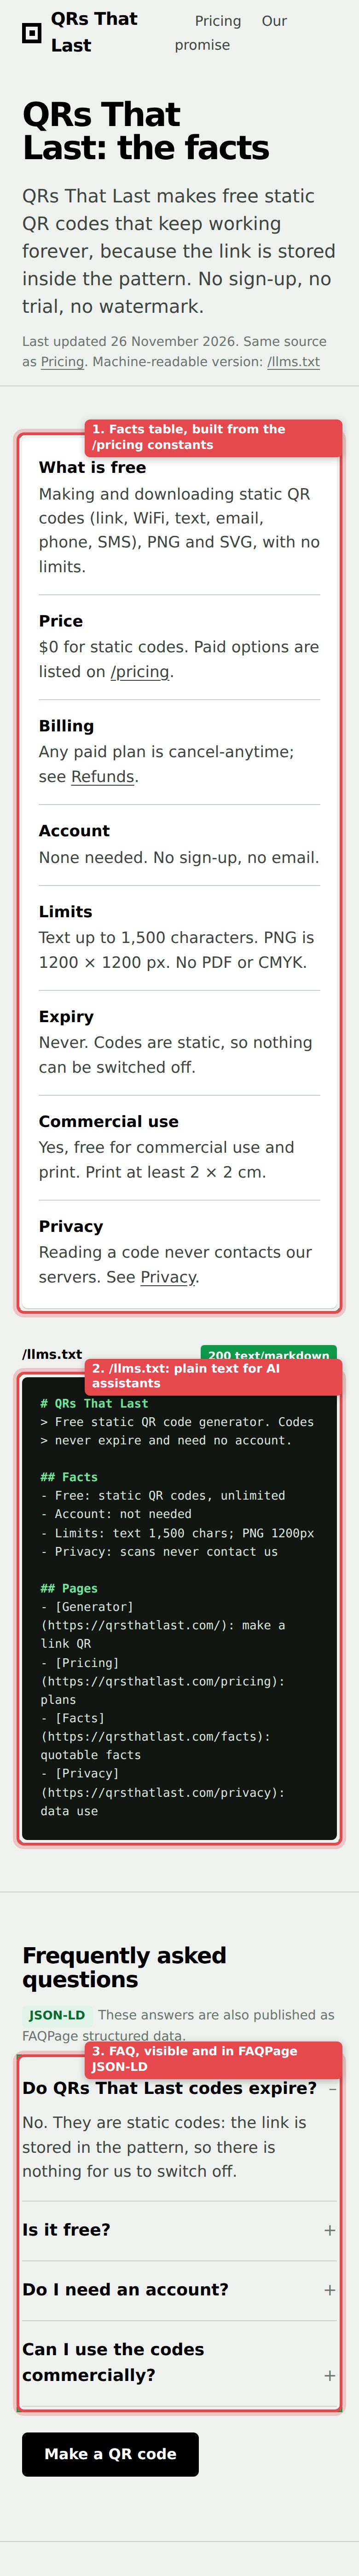 QRs That
Last
Pricing
Our
promise
QRs That
Last: the facts
QRs That Last makes free static
QR codes that keep working
forever, because the link is stored
inside the pattern. No sign-up, no
trial, no watermark.
Last updated 26 November 2026. Same source
as Pricing. Machine-readable version: /llms.txt
1. Facts table, built from the
/pricing constants
What is free
Making and downloading static QR
codes (link, WiFi, text, email,
phone, SMS), PNG and SVG, with no
limits.
Price
$0 for static codes. Paid options are
listed on /pricing.
Billing
Any paid plan is cancel-anytime;
see Refunds.
Account
None needed. No sign-up, no email.
Limits
Text up to 1,500 characters. PNG is
1200 × 1200 px. No PDF or CMYK.
Expiry
Never. Codes are static, so nothing
can be switched off.
Commercial use
Yes, free for commercial use and
print. Print at least 2 × 2 cm.
Privacy
Reading a code never contacts our
servers. See Privacy.
/llms.txt
200 text/markdown
2. /llms.txt: plain text for AI
assistants
# QRs That Last
> Free static QR code generator. Codes
> never expire and need no account.
## Facts
- Free: static QR codes, unlimited
- Account: not needed
- Limits: text 1,500 chars; PNG 1200px
- Privacy: scans never contact us
## Pages
- [Generator]
(https://qrsthatlast.com/): make a
link QR
- [Pricing]
(https://qrsthatlast.com/pricing):
plans
- [Facts]
(https://qrsthatlast.com/facts):
quotable facts
- [Privacy]
(https://qrsthatlast.com/privacy):
data use
Frequently asked
questions
JSON-LD These answers are also published as
FAQPage structured data.
3. FAQ, visible and in FAQPage
JSON-LD
Do QRs That Last codes expire? –
No. They are static codes: the link is
stored in the pattern, so there is
nothing for us to switch off.
Is it free? +
Do I need an account? +
Can I use the codes
commercially? +
Make a QR code